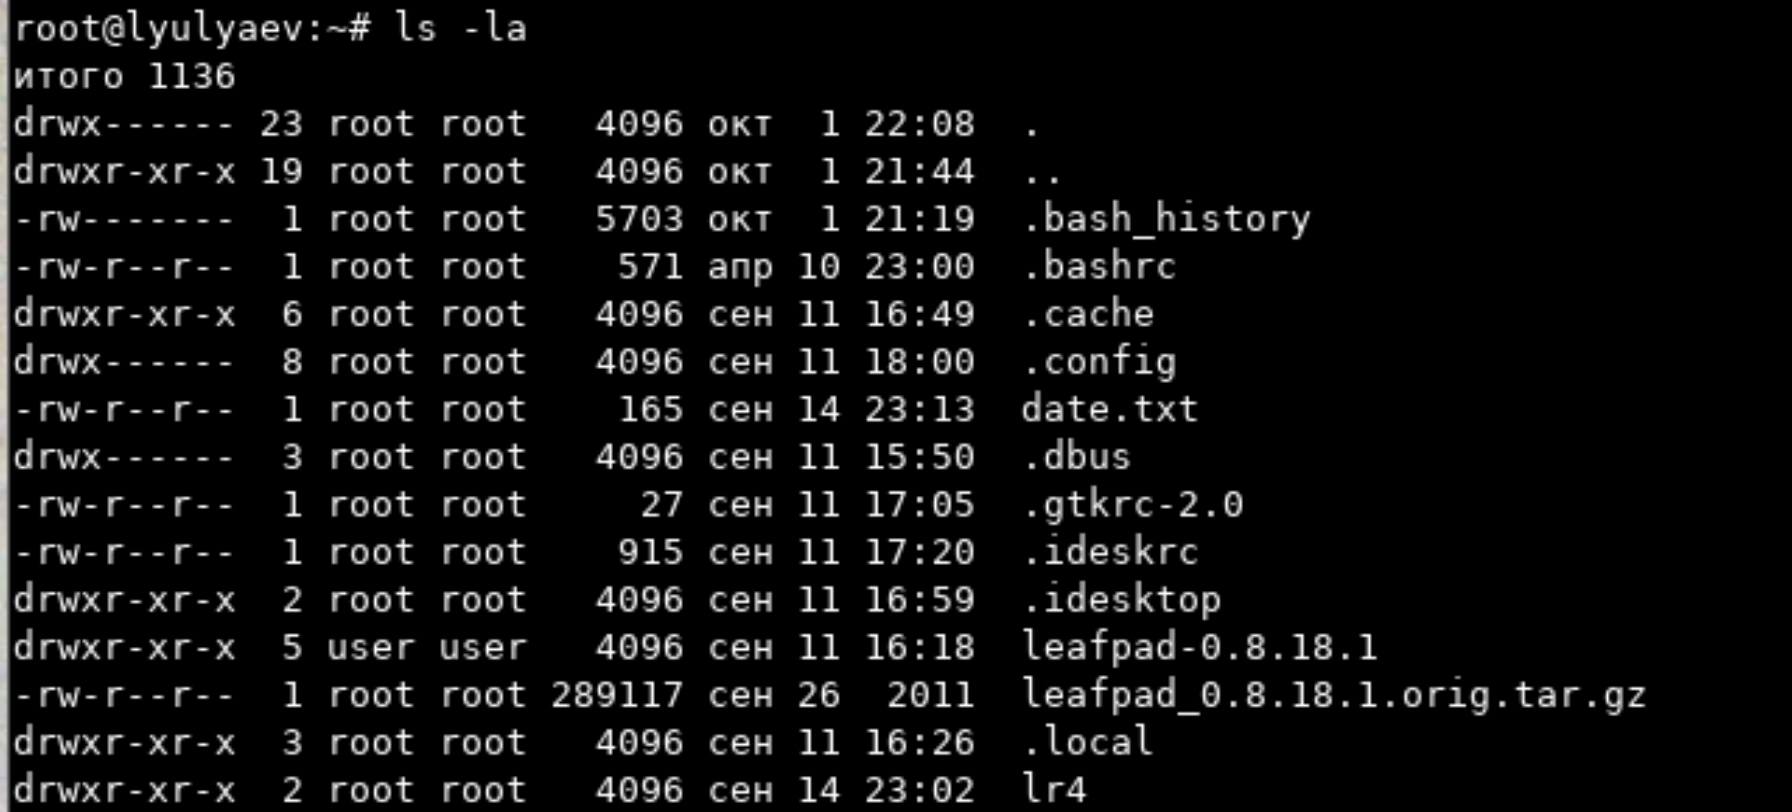 root@lyulyaev:~# ls -la
итого 1136
drwx------ 23 root root   4096 окт  1 22:08  .
drwxr-xr-x 19 root root   4096 окт  1 21:44  ..
-rw-------  1 root root   5703 окт  1 21:19  .bash_history
-rw-r--r--  1 root root    571 апр 10 23:00  .bashrc
drwxr-xr-x  6 root root   4096 сен 11 16:49  .cache
drwx------  8 root root   4096 сен 11 18:00  .config
-rw-r--r--  1 root root    165 сен 14 23:13  date.txt
drwx------  3 root root   4096 сен 11 15:50  .dbus
-rw-r--r--  1 root root     27 сен 11 17:05  .gtkrc-2.0
-rw-r--r--  1 root root    915 сен 11 17:20  .ideskrc
drwxr-xr-x  2 root root   4096 сен 11 16:59  .idesktop
drwxr-xr-x  5 user user   4096 сен 11 16:18  leafpad-0.8.18.1
-rw-r--r--  1 root root 289117 сен 26  2011  leafpad_0.8.18.1.orig.tar.gz
drwxr-xr-x  3 root root   4096 сен 11 16:26  .local
drwxr-xr-x  2 root root   4096 сен 14 23:02  lr4